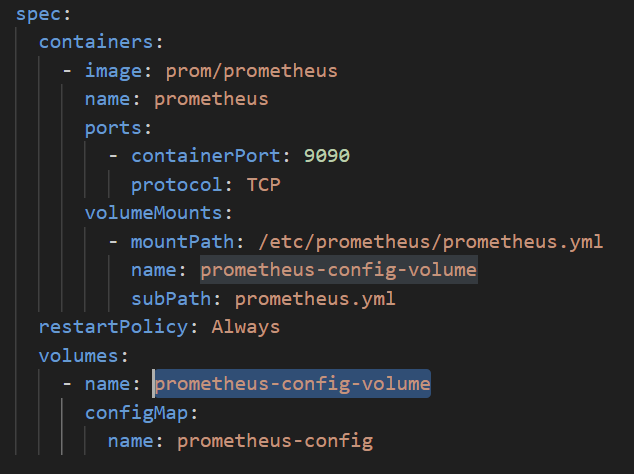 spec:
  containers:
    - image: prom/prometheus
      name: prometheus
      ports:
        - containerPort: 9090
          protocol: TCP
      volumeMounts:
        - mountPath: /etc/prometheus/prometheus.yml
          name: prometheus-config-volume
          subPath: prometheus.yml
  restartPolicy: Always
  volumes:
    - name: prometheus-config-volume
      configMap:
        name: prometheus-config